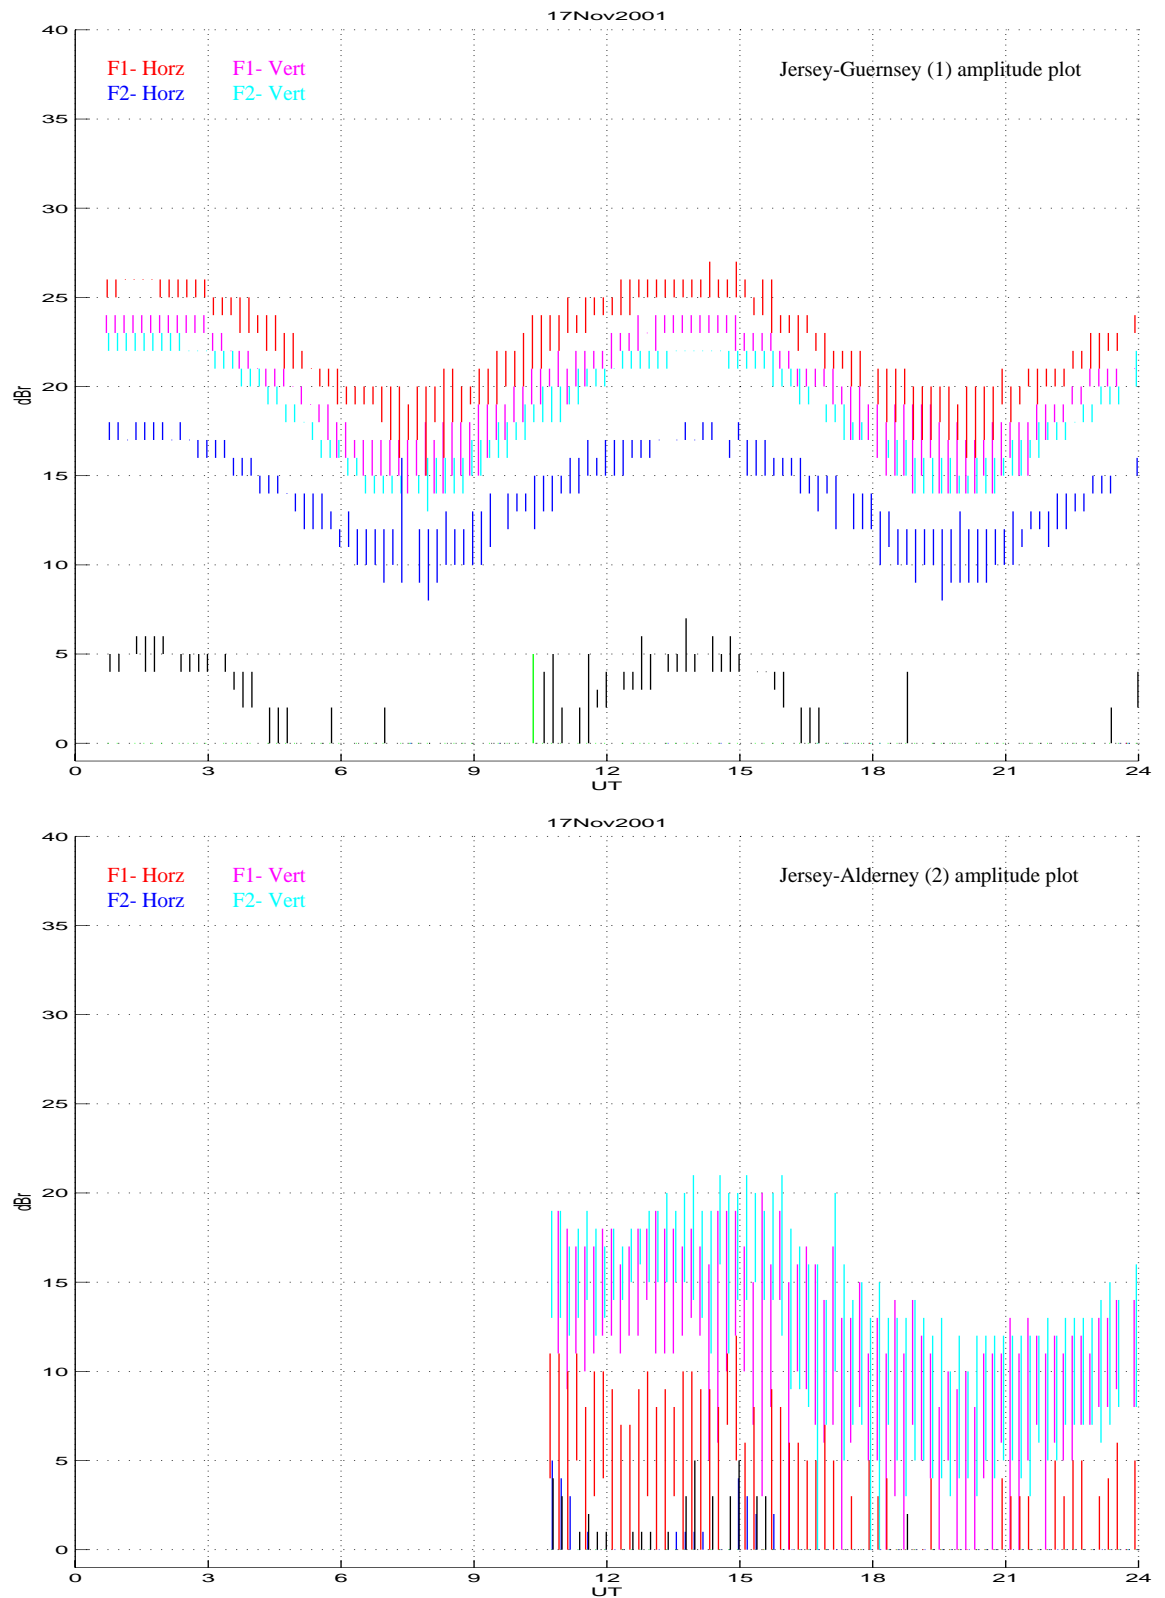 17Nov2001
40
F1- Horz F1- Vert Jersey-Guernsey (1) amplitude plot
F2- Horz F2- Vert
35
30
25
20
dBr
15
10
5
0
0 3 6 9 12 15 18 21 24
UT
17Nov2001
40
F1- Horz F1- Vert Jersey-Alderney (2) amplitude plot
F2- Horz F2- Vert
35
30
25
20
dBr
15
10
5
0
0 3 6 9 12 15 18 21 24
UT